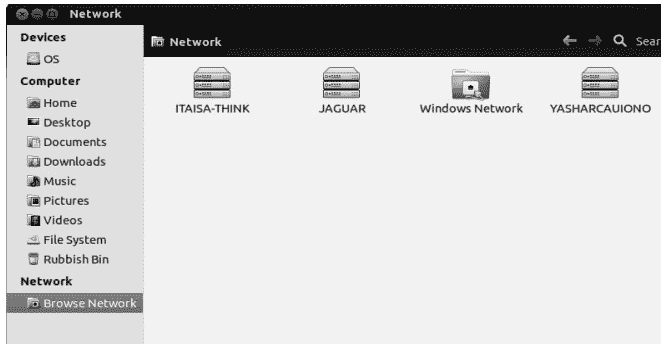 Network
Devices
OS
Computer
Home
Desktop
Documents
Downloads
Music
Pictures
Videos
File System
Rubbish Bin
Network
Browse Network
Network
Sear
ITAISA-THINK
JAGUAR
Windows Network
YASHARCAUIONO